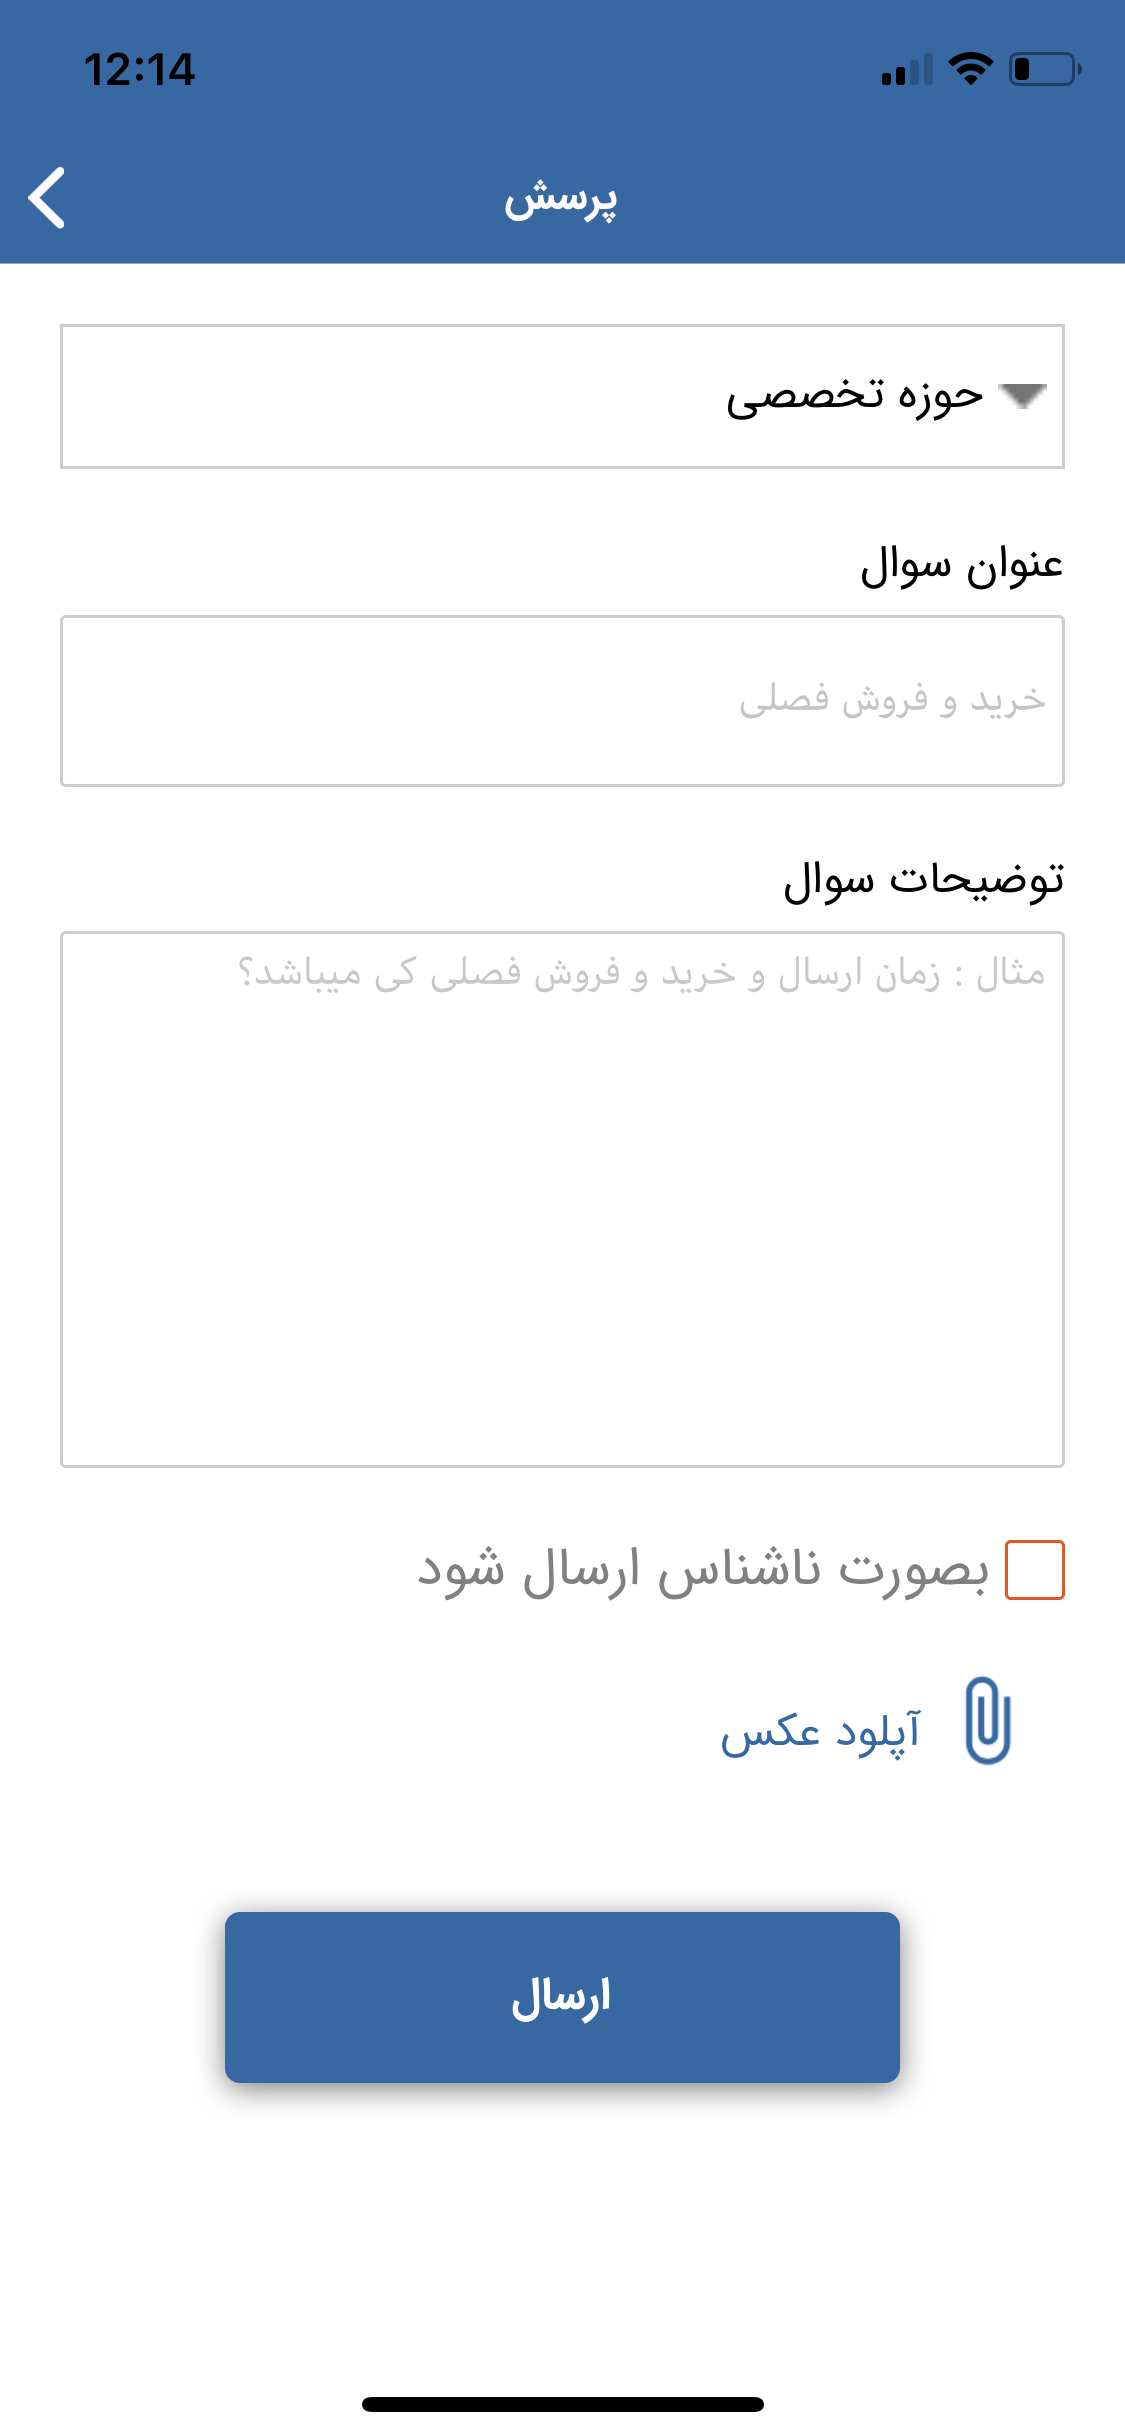 12:14
پرسش
حوزه تخصصی
عنوان سوال
خرید و فروش فصلی
توضیحات سوال
مثال : زمان ارسال و خرید و فروش فصلی کی میباشد؟
بصورت ناشناس ارسال شود
آپلود عکس
ارسال